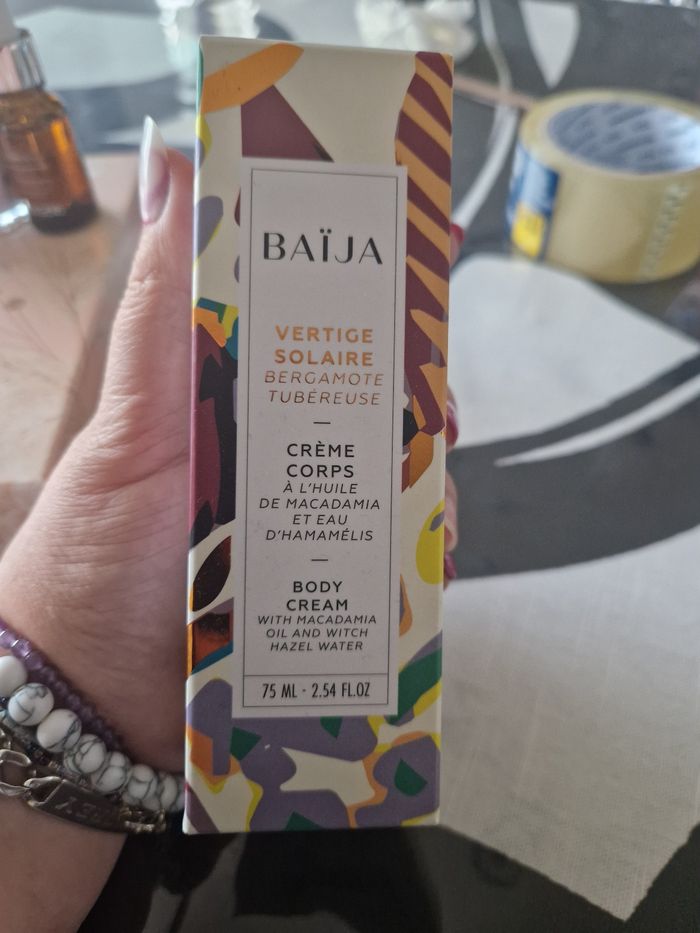 BAÏJA
VERTIGE
SOLAIRE
BERGAMOTE
TUBÉREUSE
CRÈME
CORPS
À L'HUILE
DE MACADAMIA
ET EAU
D'HAMAMÉLIS
BODY
CREAM
WITH MACADAMIA
OIL AND WITCH
HAZEL WATER
75 ML - 2.54 FL.OZ